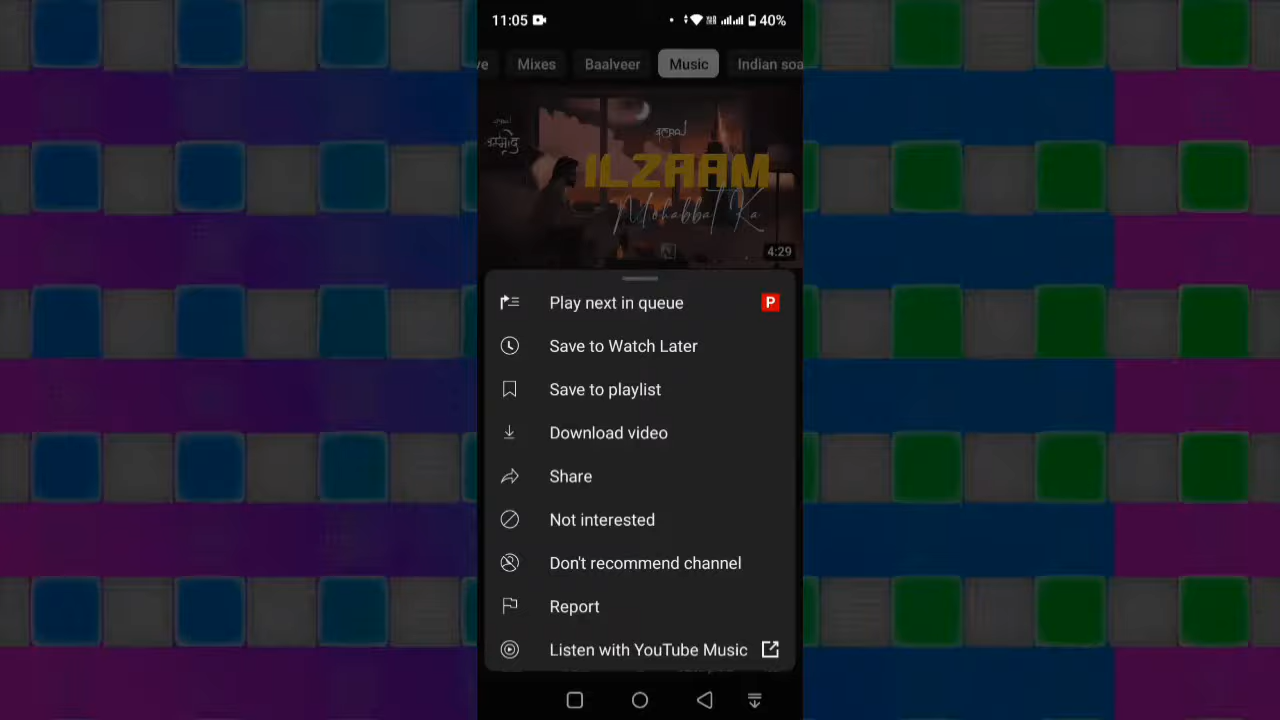 11:05
40%
ve Mixes Baalveer Music Indian soa
ILZAAM
Mohabbat Ka
4:29
Play next in queue P
Save to Watch Later
Save to playlist
Download video
Share
Not interested
Don't recommend channel
Report
Listen with YouTube Music